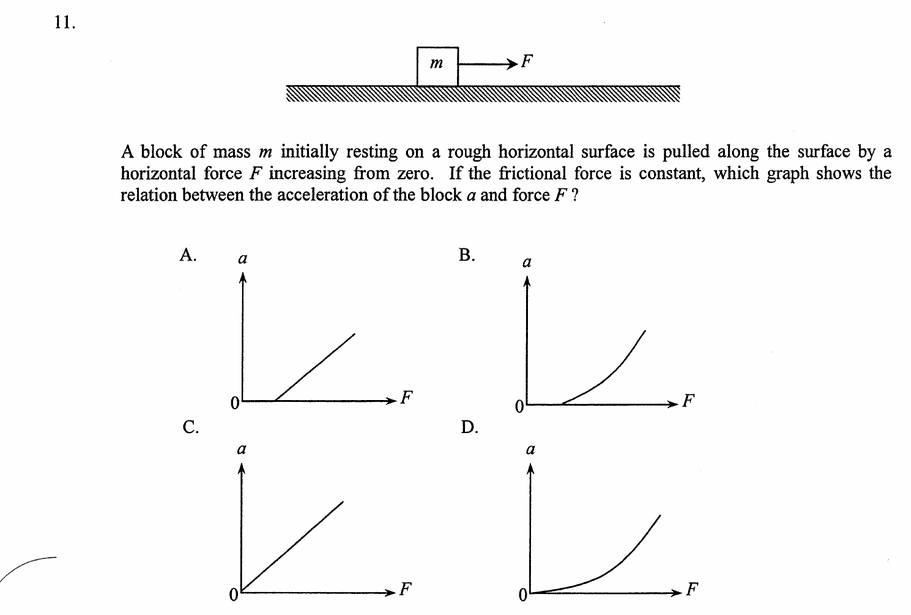 11.
m F
A block of mass m initially resting on a rough horizontal surface is pulled along the surface by a
horizontal force F increasing from zero. If the frictional force is constant, which graph shows the
relation between the acceleration of the block a and force F ?
A. B.
a a
0 F 0 F
C. D.
a a
0 F 0 F